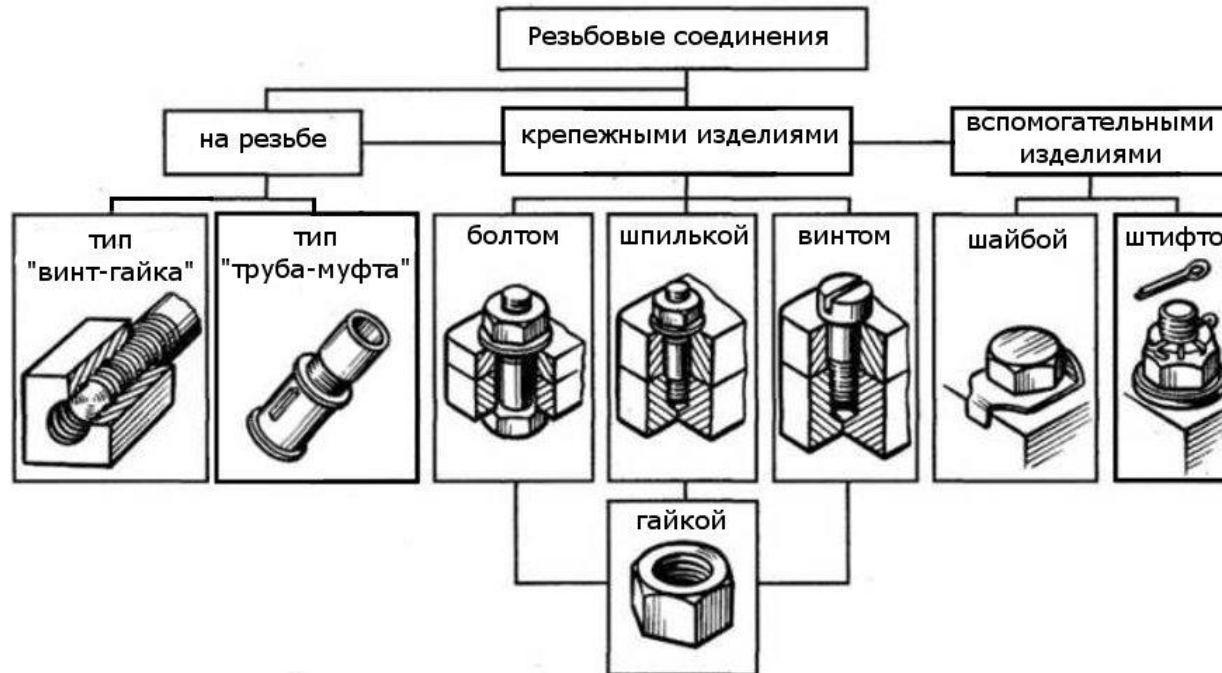 Резьбовые соединения
на резьбе
крепежными изделиями
вспомогательными
изделиями
тип
"винт-гайка"
тип
"труба-муфта"
болтом
шпилькой
винтом
шайбой
штифто
гайкой